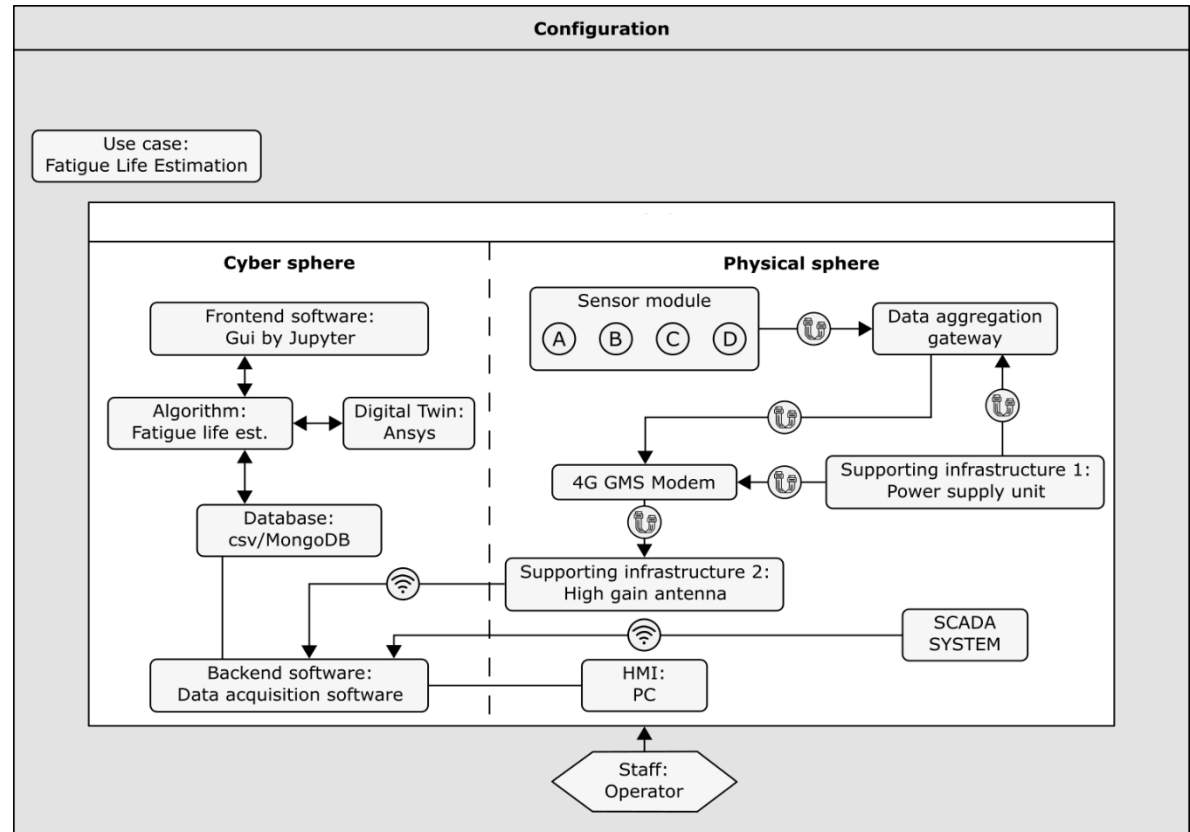 Configuration
Use case:
Fatigue Life Estimation
Cyber sphere
Physical sphere
Frontend software:
Gui by Jupyter
Sensor module
A B C D
Data aggregation
gateway
Algorithm:
Fatigue life est.
Digital Twin:
Ansys
4G GMS Modem
Supporting infrastructure 1:
Power supply unit
Database:
csv/MongoDB
Supporting infrastructure 2:
High gain antenna
SCADA
SYSTEM
Backend software:
Data acquisition software
HMI:
PC
Staff:
Operator